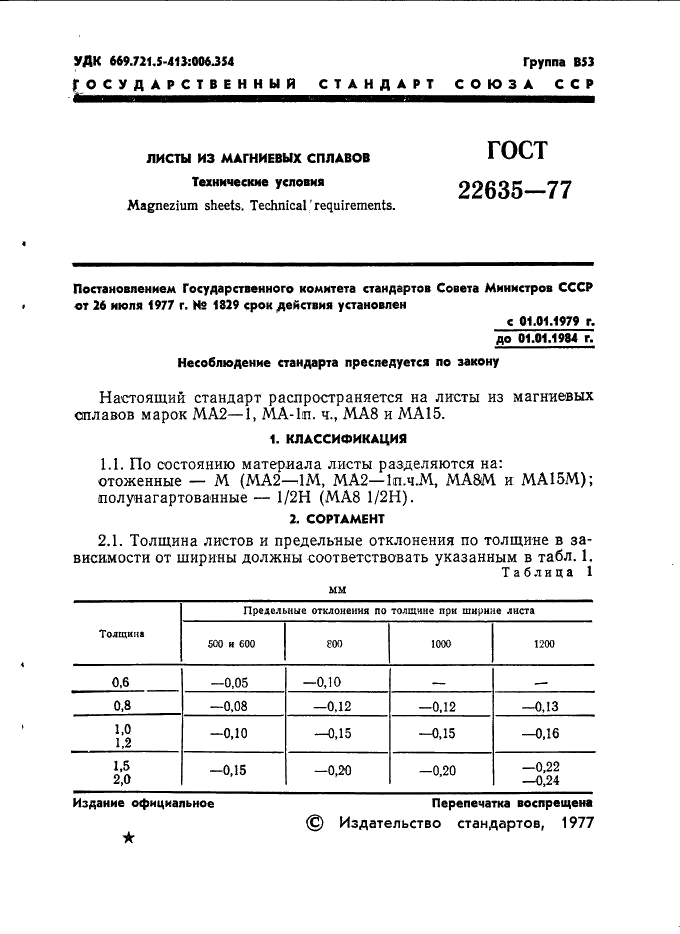 УДК 669.721.5-413:006.354 Группа В53
ГОСУДАРСТВЕННЫЙ СТАНДАРТ СОЮЗА ССР
ЛИСТЫ ИЗ МАГНИЕВЫХ СПЛАВОВ
Технические условия
Magnezium sheets. Technical requirements.
ГОСТ
22635—77
Постановлением Государственного комитета стандартов Совета Министров СССР
от 26 июля 1977 г. № 1829 срок действия установлен
с 01.01.1979 г.
до 01.01.1984 г.
Несоблюдение стандарта преследуется по закону
Настоящий стандарт распространяется на листы из магниевых
сплавов марок МА2—1, МА-1п. ч., МА8 и МА15.
1. КЛАССИФИКАЦИЯ
1.1. По состоянию материала листы разделяются на:
отоженные — М (МА2—1М, МА2—1п.ч.М, МА8М и МА15М);
полунагартованные — 1/2Н (МА8 1/2Н).
2. СОРТАМЕНТ
2.1. Толщина листов и предельные отклонения по толщине в за-
висимости от ширины должны соответствовать указанным в табл. 1.
Таблица 1
мм
Толщина
Предельные отклонения по толщине при ширине листа
500 и 600 800 1000 1200
0,6 —0,05 —0,10 — —
0,8 —0,08 —0,12 —0,12 —0,13
1,0
1,2 —0,10 —0,15 —0,15 —0,16
1,5 —0,15 —0,20 —0,20 —0,22
2,0 —0,24
Издание официальное Перепечатка воспрещена
© Издательство стандартов, 1977